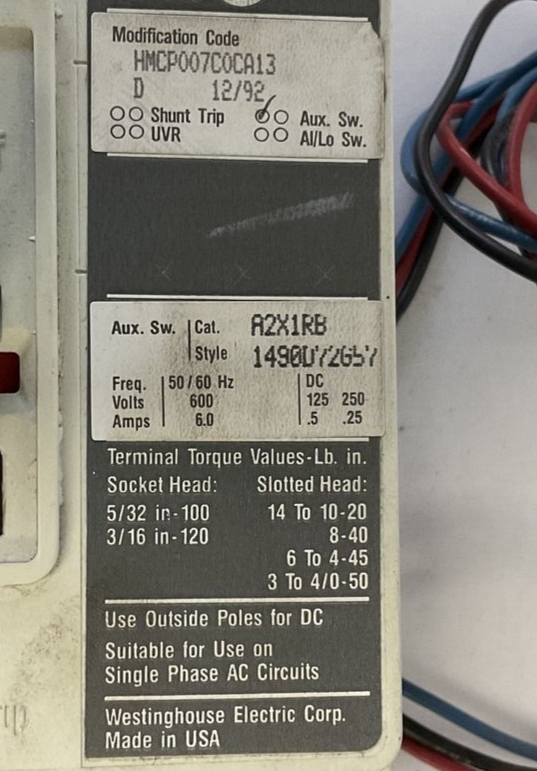 Modification Code
HMCP007C0CA13
D 12/92
Shunt Trip Aux. Sw.
UVR Al/Lo Sw.
Aux. Sw. Cat. A2X1RB
Style 1490D72G57
Freq. 50/60 Hz DC
Volts 600 125 250
Amps 6.0 .5 .25
Terminal Torque Values-Lb. in.
Socket Head: Slotted Head:
5/32 in-100 14 To 10-20
3/16 in-120 8-40
6 To 4-45
3 To 4/0-50
Use Outside Poles for DC
Suitable for Use on
Single Phase AC Circuits
Westinghouse Electric Corp.
Made in USA